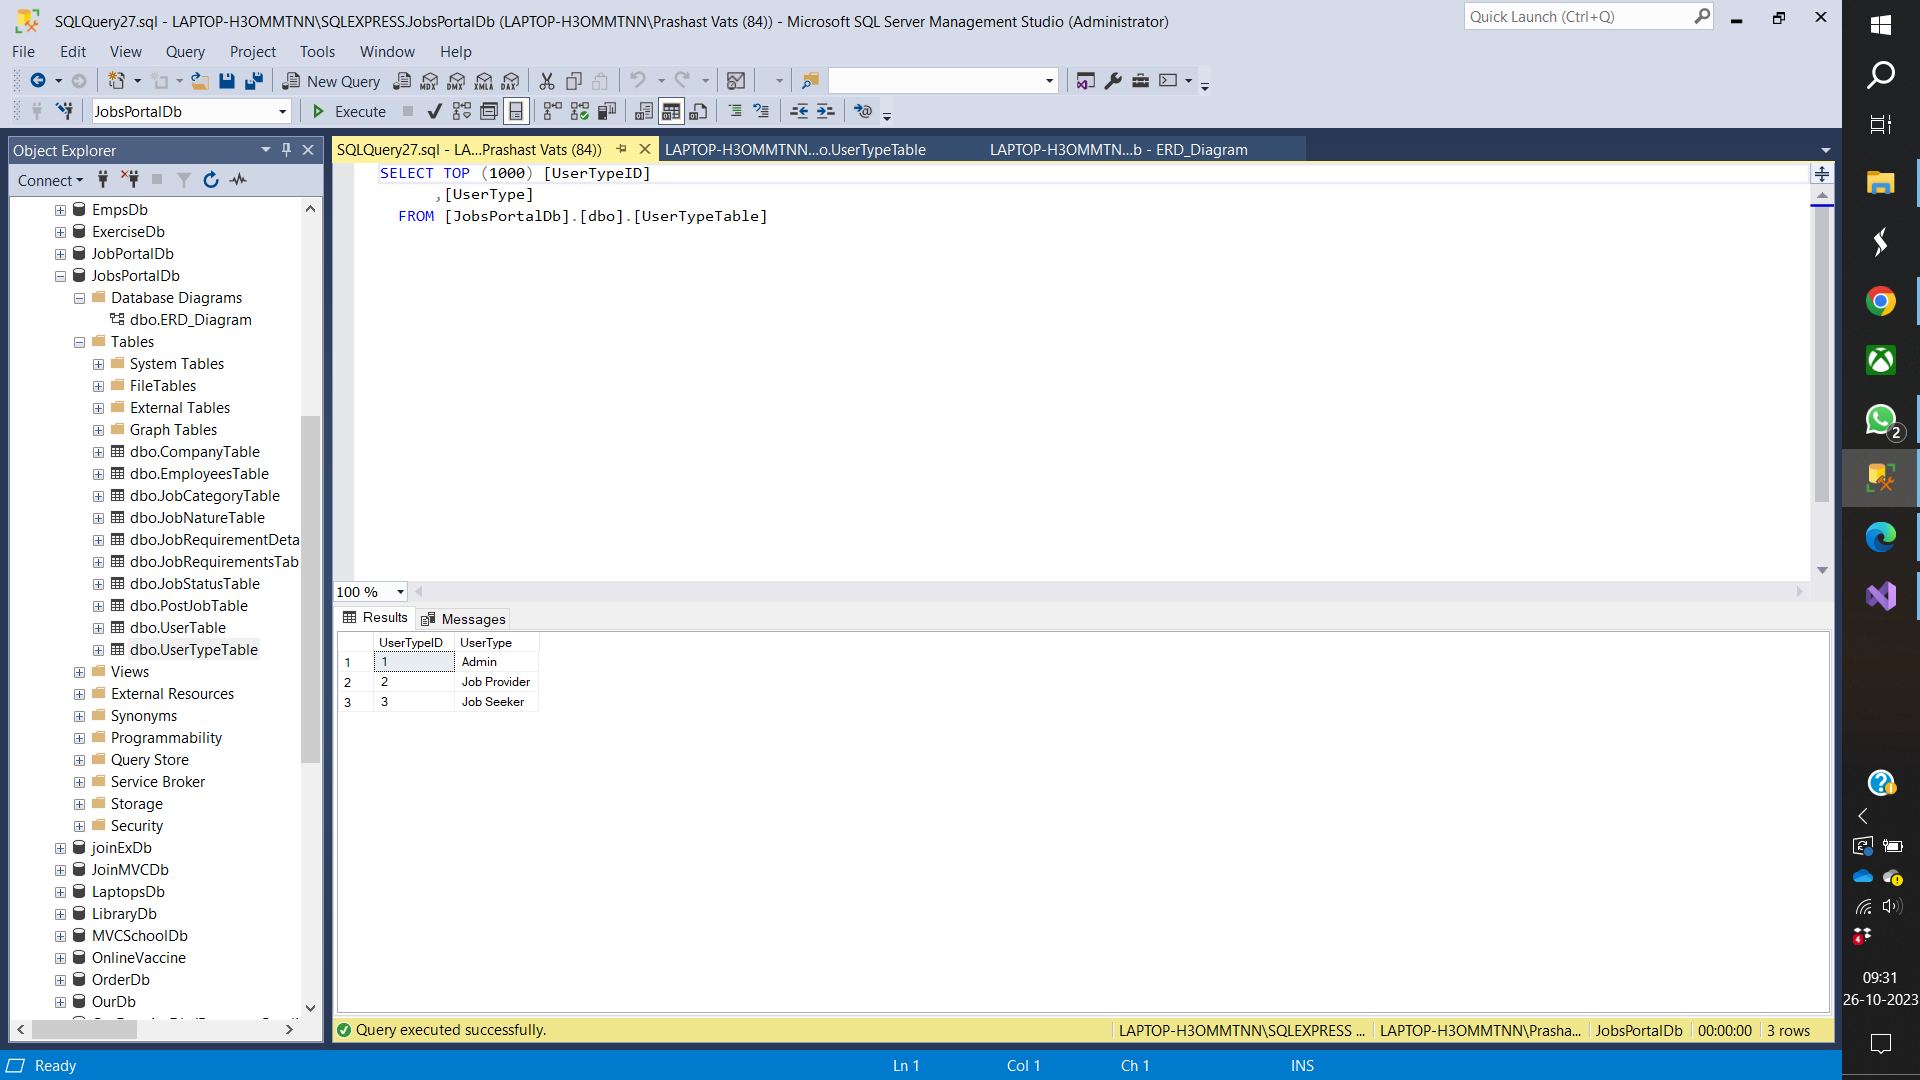 SQLQuery27.sql - LAPTOP-H3OMMTNN\SQLEXPRESS.JobsPortalDb (LAPTOP-H3OMMTNN\Prashast Vats (84)) - Microsoft SQL Server Management Studio (Administrator)
Quick Launch (Ctrl+Q)
File Edit View Query Project Tools Window Help
New Query MDX DMX XMLA DAX
JobsPortalDb Execute
Object Explorer
SQLQuery27.sql - LA...Prashast Vats (84)) LAPTOP-H3OMMTNN...o.UserTypeTable LAPTOP-H3OMMTN...b - ERD_Diagram
Connect
EmpsDb
ExerciseDb
JobPortalDb
JobsPortalDb
Database Diagrams
dbo.ERD_Diagram
Tables
System Tables
FileTables
External Tables
Graph Tables
dbo.CompanyTable
dbo.EmployeesTable
dbo.JobCategoryTable
dbo.JobNatureTable
dbo.JobRequirementDeta
dbo.JobRequirementsTab
dbo.JobStatusTable
dbo.PostJobTable
dbo.UserTable
dbo.UserTypeTable
Views
External Resources
Synonyms
Programmability
Query Store
Service Broker
Storage
Security
joinExDb
JoinMVCDb
LaptopsDb
LibraryDb
MVCSchoolDb
OnlineVaccine
OrderDb
OurDb
SELECT TOP (1000) [UserTypeID]
,[UserType]
FROM [JobsPortalDb].[dbo].[UserTypeTable]
100 %
Results Messages
UserTypeID UserType
1 1 Admin
2 2 Job Provider
3 3 Job Seeker
Query executed successfully. LAPTOP-H3OMMTNN\SQLEXPRESS ... LAPTOP-H3OMMTNN\Prasha... JobsPortalDb 00:00:00 3 rows
Ready Ln 1 Col 1 Ch 1 INS
2
4
09:31
26-10-2023